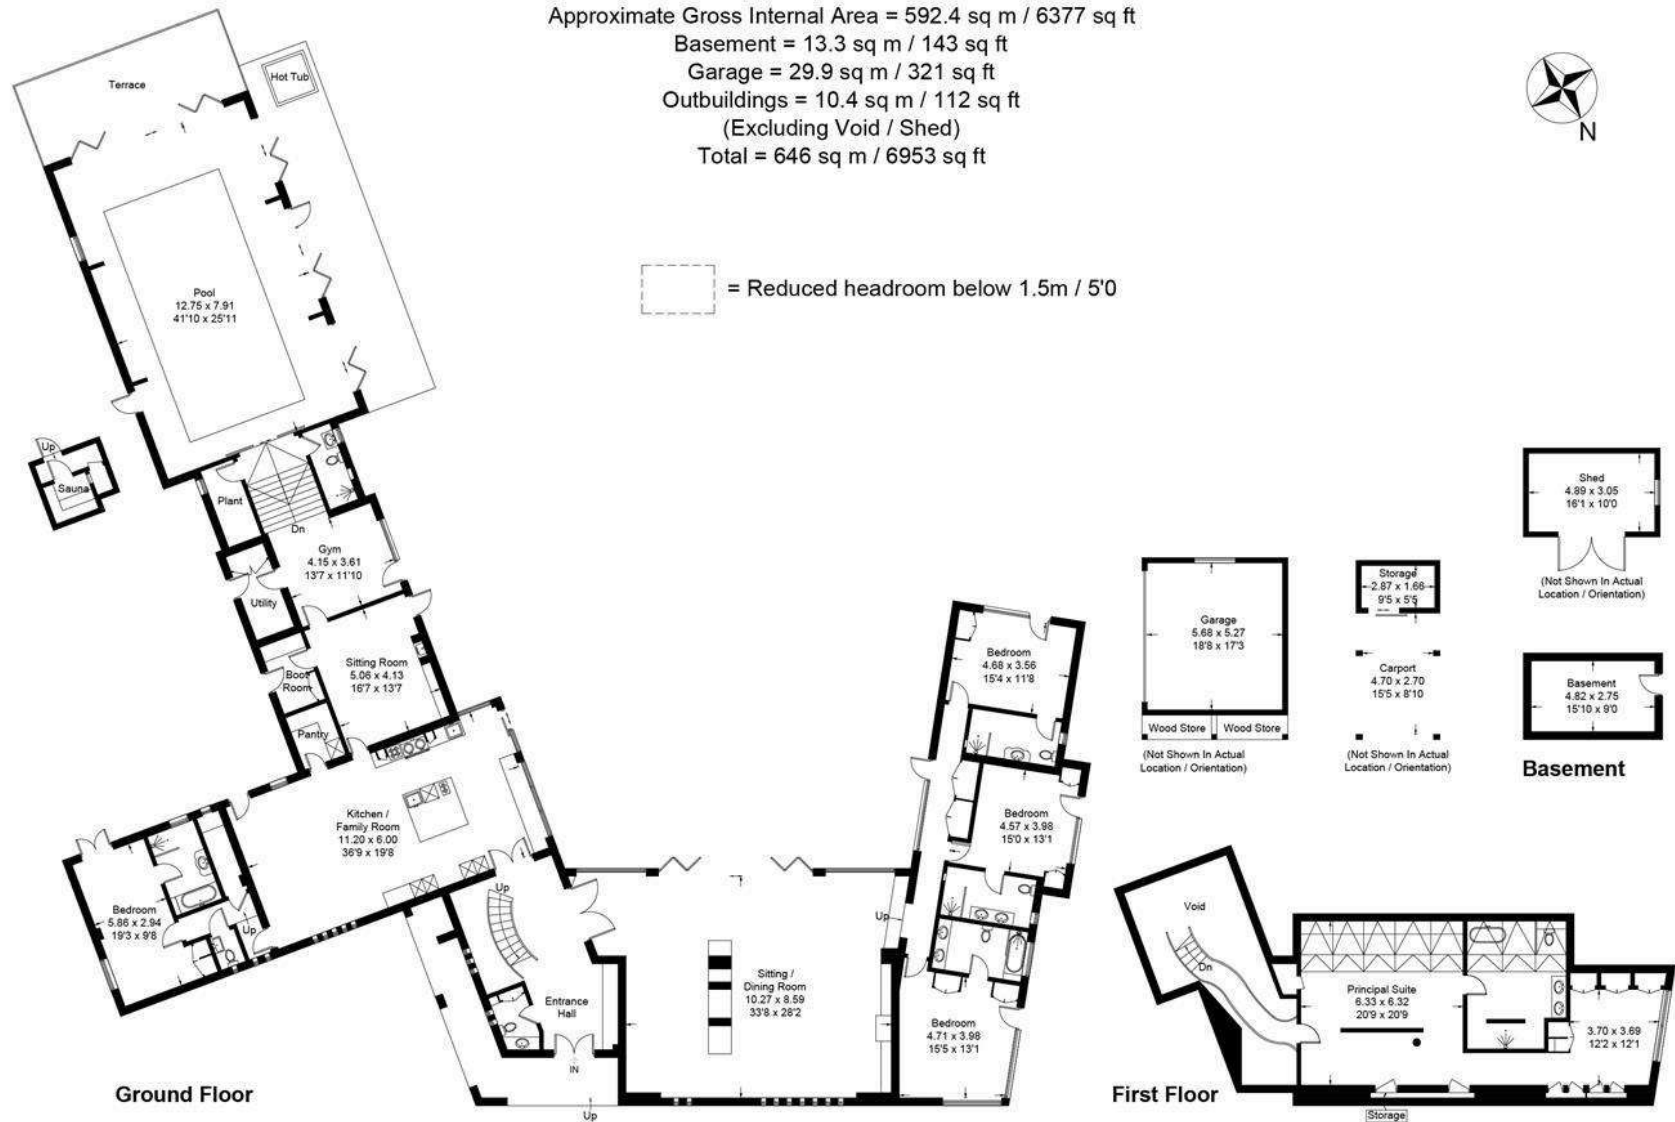 Approximate Gross Internal Area = 592.4 sq m / 6377 sq ft
Basement = 13.3 sq m / 143 sq ft
Garage = 29.9 sq m / 321 sq ft
Outbuildings = 10.4 sq m / 112 sq ft
(Excluding Void / Shed)
Total = 646 sq m / 6953 sq ft
N
= Reduced headroom below 1.5m / 5'0
Terrace
Hot Tub
Pool
12.75 x 7.91
41'10 x 25'11
Up
Sauna
Plant
Dn
Gym
4.15 x 3.61
13'7 x 11'10
Utility
Sitting Room
5.06 x 4.13
16'7 x 13'7
Boot
Room
Pantry
Kitchen /
Family Room
11.20 x 6.00
36'9 x 19'8
Bedroom
5.86 x 2.94
19'3 x 9'8
Up
Up
Entrance
Hall
IN
Up
Sitting /
Dining Room
10.27 x 8.59
33'8 x 28'2
Up
Bedroom
4.68 x 3.56
15'4 x 11'8
Bedroom
4.57 x 3.98
15'0 x 13'1
Bedroom
4.71 x 3.98
15'5 x 13'1
Ground Floor
Garage
5.68 x 5.27
18'8 x 17'3
Wood Store
Wood Store
(Not Shown In Actual
Location / Orientation)
Storage
2.87 x 1.66
9'5 x 5'5
Carport
4.70 x 2.70
15'5 x 8'10
(Not Shown In Actual
Location / Orientation)
Shed
4.89 x 3.05
16'1 x 10'0
(Not Shown In Actual
Location / Orientation)
Basement
4.82 x 2.75
15'10 x 9'0
Basement
Void
Dn
Principal Suite
6.33 x 6.32
20'9 x 20'9
3.70 x 3.69
12'2 x 12'1
Storage
First Floor